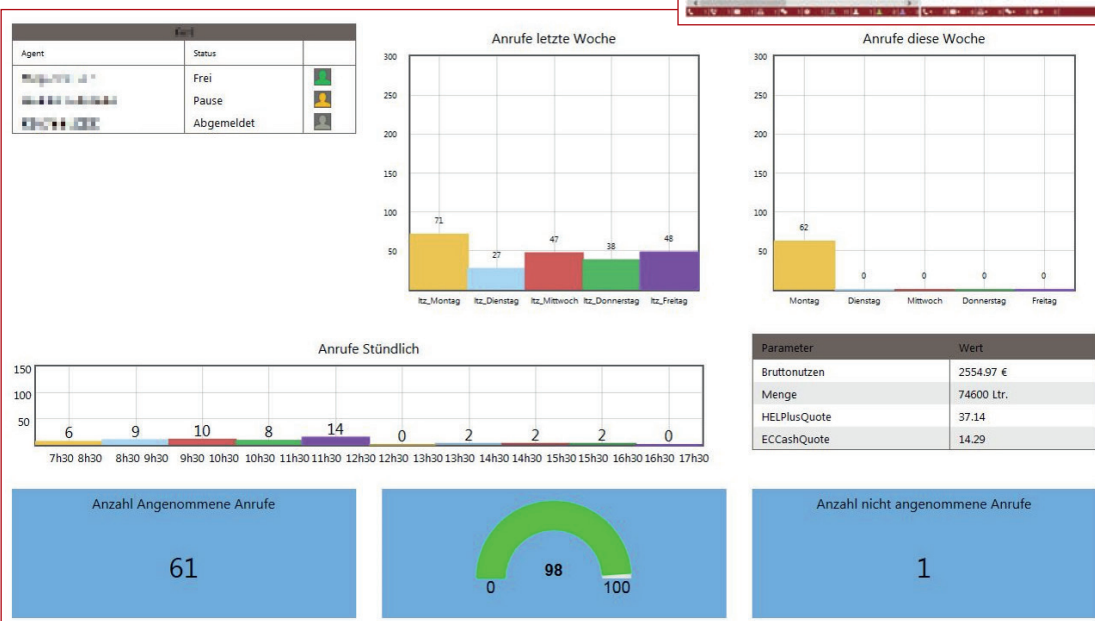 Agent Status
Frei
Pause
Abgemeldet
Anrufe letzte Woche
300
250
200
150
100
50
71
27
47
38
48
ltz_Montag ltz_Dienstag ltz_Mittwoch ltz_Donnerstag ltz_Freitag
Anrufe diese Woche
300
250
200
150
100
50
62
0
0
0
0
Montag Dienstag Mittwoch Donnerstag Freitag
Anrufe Stündlich
150
100
50
6 9 10 8 14 0 2 2 2 0
7h30 8h30 8h30 9h30 9h30 10h30 10h30 11h30 11h30 12h30 12h30 13h30 13h30 14h30 14h30 15h30 15h30 16h30 16h30 17h30
Parameter Wert
Bruttonutzen 2554.97 €
Menge 74600 Ltr.
HELPlusQuote 37.14
ECCashQuote 14.29
Anzahl Angenommene Anrufe
61
98
0 100
Anzahl nicht angenommene Anrufe
1